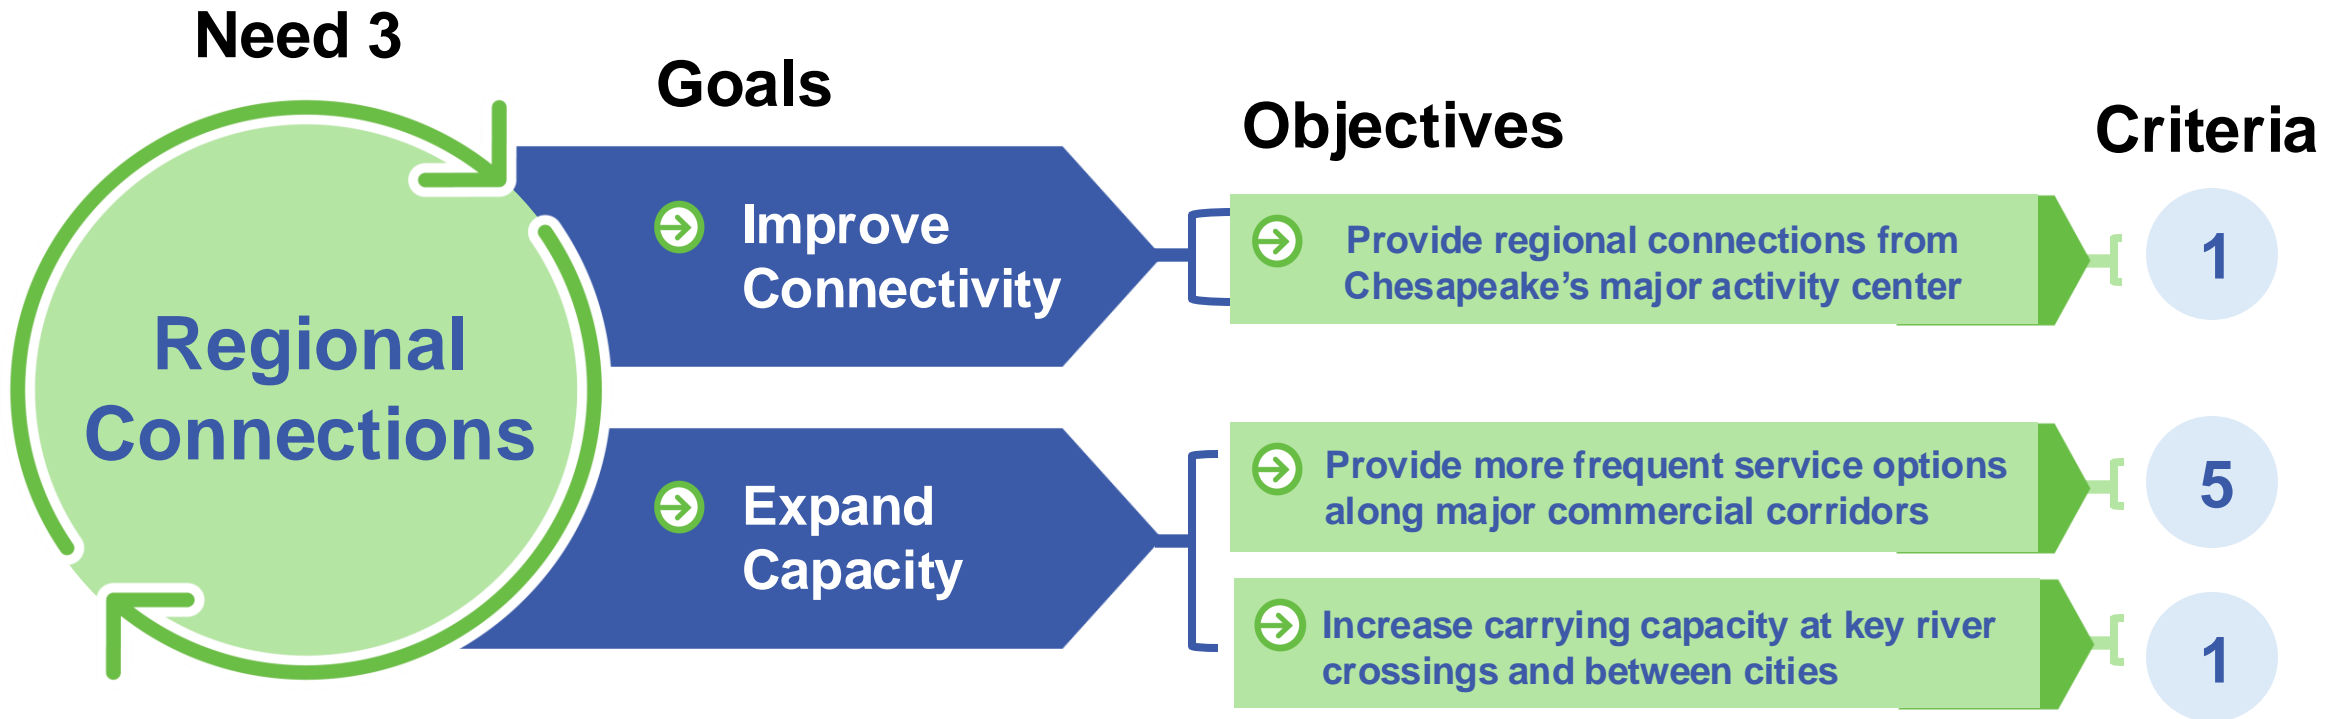 Need 3
Goals
Objectives
Criteria
Regional
Connections
Improve
Connectivity
Provide regional connections from
Chesapeake's major activity center
1
Expand
Capacity
Provide more frequent service options
along major commercial corridors
5
Increase carrying capacity at key river
crossings and between cities
1